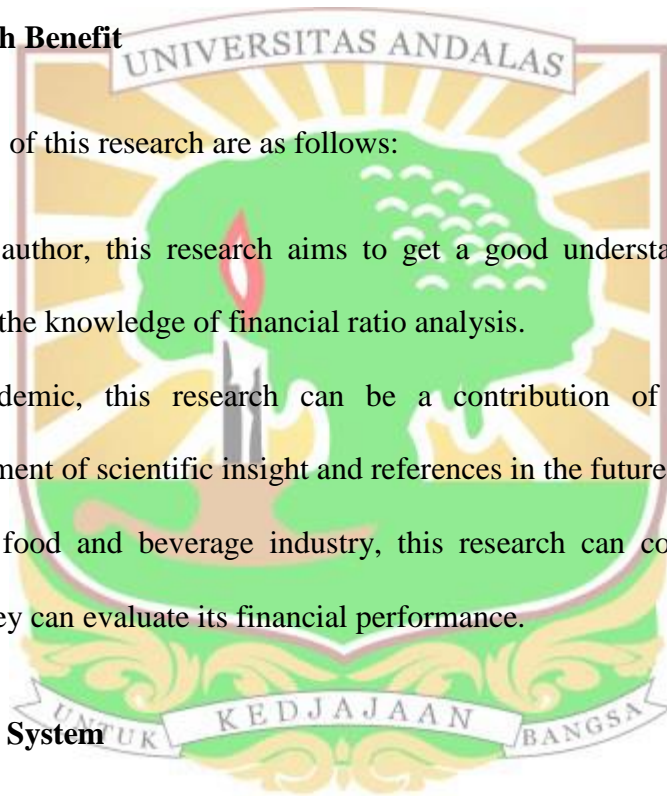 h Benefit
UNIVERSITAS ANDALAS
of this research are as follows:
author, this research aims to get a good understa
the knowledge of financial ratio analysis.
demic, this research can be a contribution of
ment of scientific insight and references in the future
food and beverage industry, this research can co
ey can evaluate its financial performance.
UNTUK KEDJAJAAN BANGSA
System